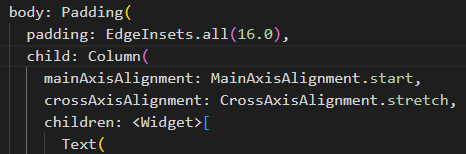 body: Padding(
padding: EdgeInsets.all(16.0),
child: Column(
mainAxisAlignment: MainAxisAlignment.start,
crossAxisAlignment: CrossAxisAlignment.stretch,
children: <Widget>[
Text(